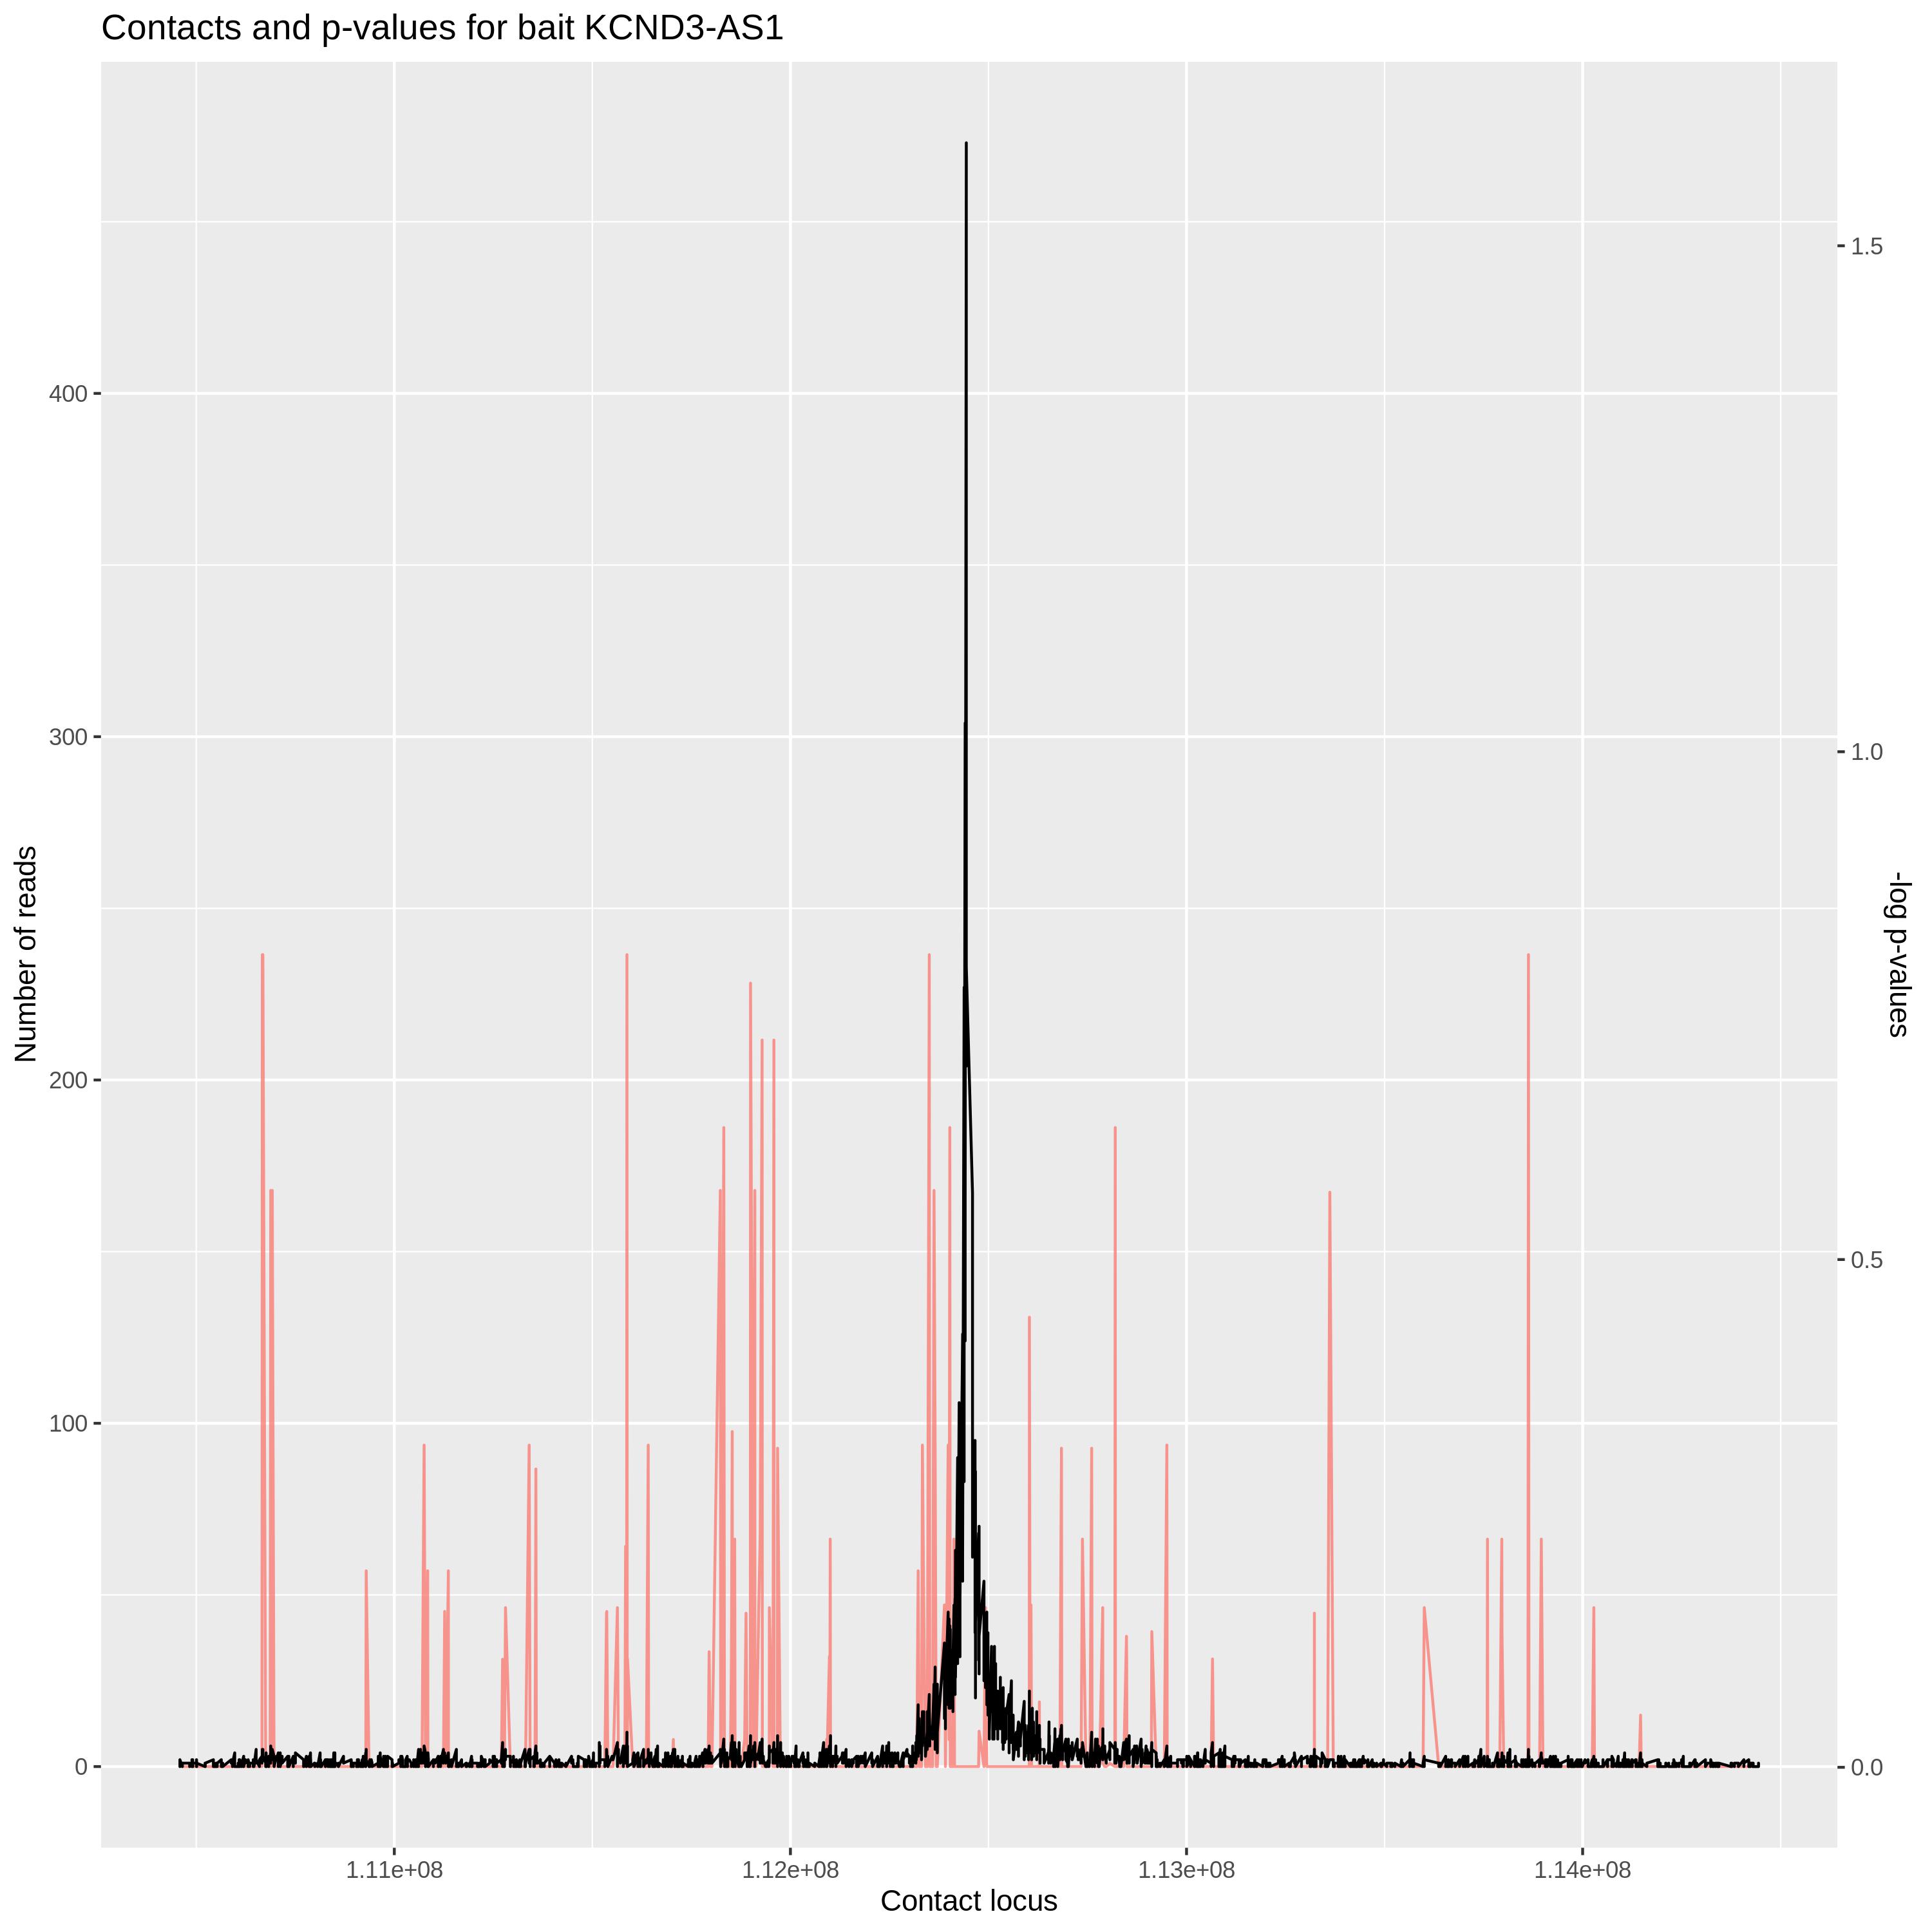 Contacts and p-values for bait KCND3-AS1
400
300
200
100
0
1.5
1.0
0.5
0.0
Number of reads
-log p-values
1.11e+08
1.12e+08
1.13e+08
1.14e+08
Contact locus